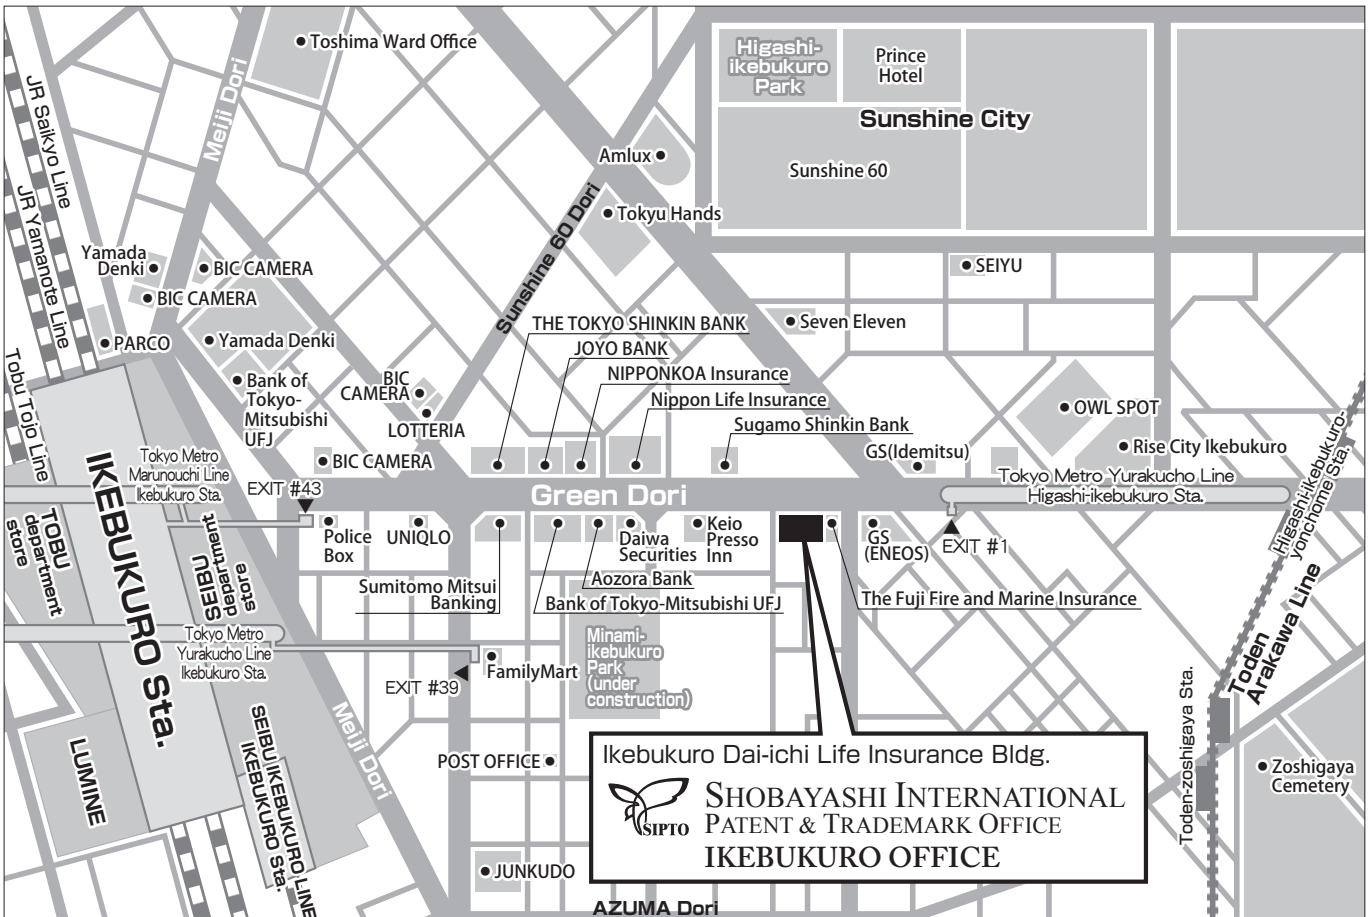 Toshima Ward Office
Higashi-
ikebukuro
Park
Prince
Hotel
Sunshine City
Sunshine 60
JR Saikyo Line
JR Yamanote Line
Meiji Dori
Amlux
Tokyu Hands
Sunshine 60 Dori
Yamada
Denki
BIC CAMERA
BIC CAMERA
SEIYU
PARCO
Yamada Denki
THE TOKYO SHINKIN BANK
Seven Eleven
JOYO BANK
NIPPONKOA Insurance
Nippon Life Insurance
Sugamo Shinkin Bank
Bank of
Tokyo-
Mitsubishi
UFJ
BIC
CAMERA
LOTTERIA
OWL SPOT
Rise City Ikebukuro
GS(Idemitsu)
Tobu Tojo Line
BIC CAMERA
Tokyo Metro
Marunouchi Line
Ikebukuro Sta.
EXIT #43
Green Dori
Tokyo Metro Yurakucho Line
Higashi-ikebukuro Sta.
Higashi-ikebukuro-
yonchome Sta.
IKEBUKURO Sta.
TOBU
department
store
SEIBU
department
store
Police
Box
UNIQLO
Sumitomo Mitsui
Banking
Daiwa
Securities
Aozora Bank
Bank of Tokyo-Mitsubishi UFJ
Keio
Presso
Inn
GS
(ENEOS)
EXIT #1
The Fuji Fire and Marine Insurance
Tokyo Metro
Yurakucho Line
Ikebukuro Sta.
Minami-
ikebukuro
Park
(under
construction)
FamilyMart
EXIT #39
Toden
Arakawa Line
Toden-zoshigaya Sta.
LUMINE
SEIBU IKEBUKURO LINE
IKEBUKURO Sta.
Meiji Dori
POST OFFICE
Ikebukuro Dai-ichi Life Insurance Bldg.
SIPTO
SHOBAYASHI INTERNATIONAL
PATENT & TRADEMARK OFFICE
IKEBUKURO OFFICE
Zoshigaya
Cemetery
JUNKUDO
AZUMA Dori